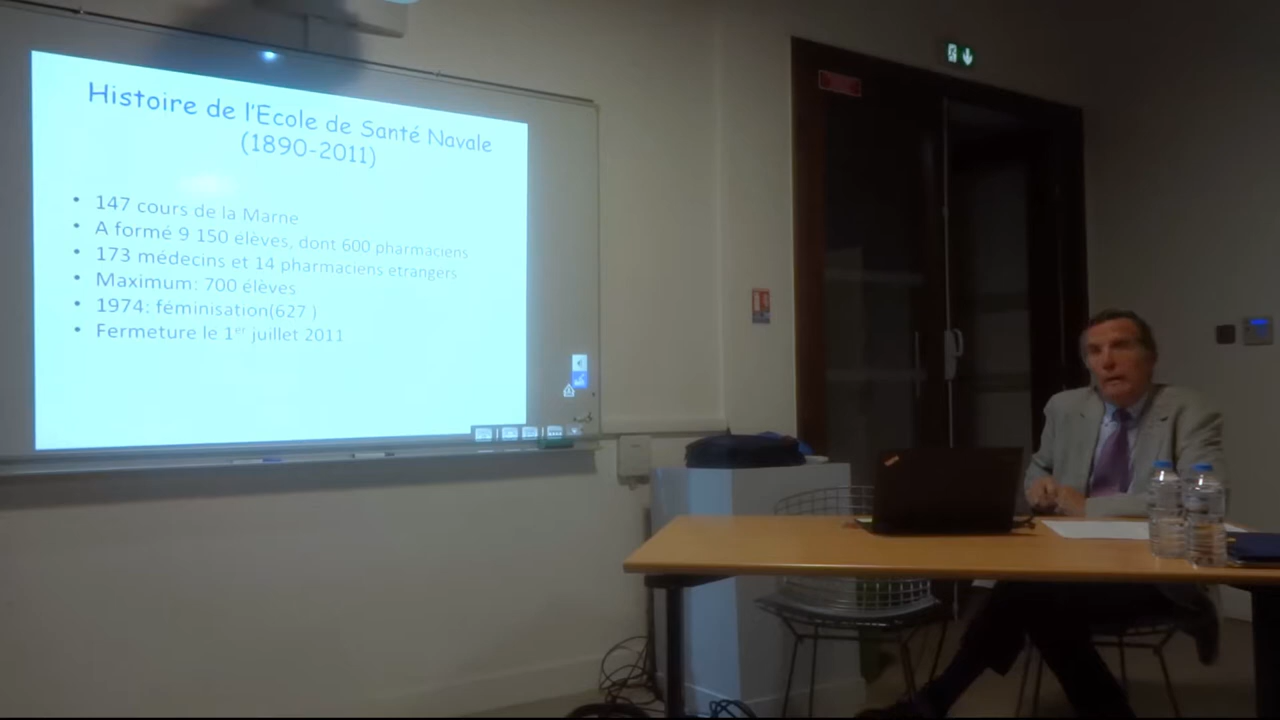 Histoire de l'Ecole de Santé Navale
(1890-2011)
• 147 cours de la Marne
• A formé 9 150 élèves, dont 600 pharmaciens
• 173 médecins et 14 pharmaciens etrangers
• Maximum: 700 élèves
• 1974: féminisation(627 )
• Fermeture le 1er juillet 2011